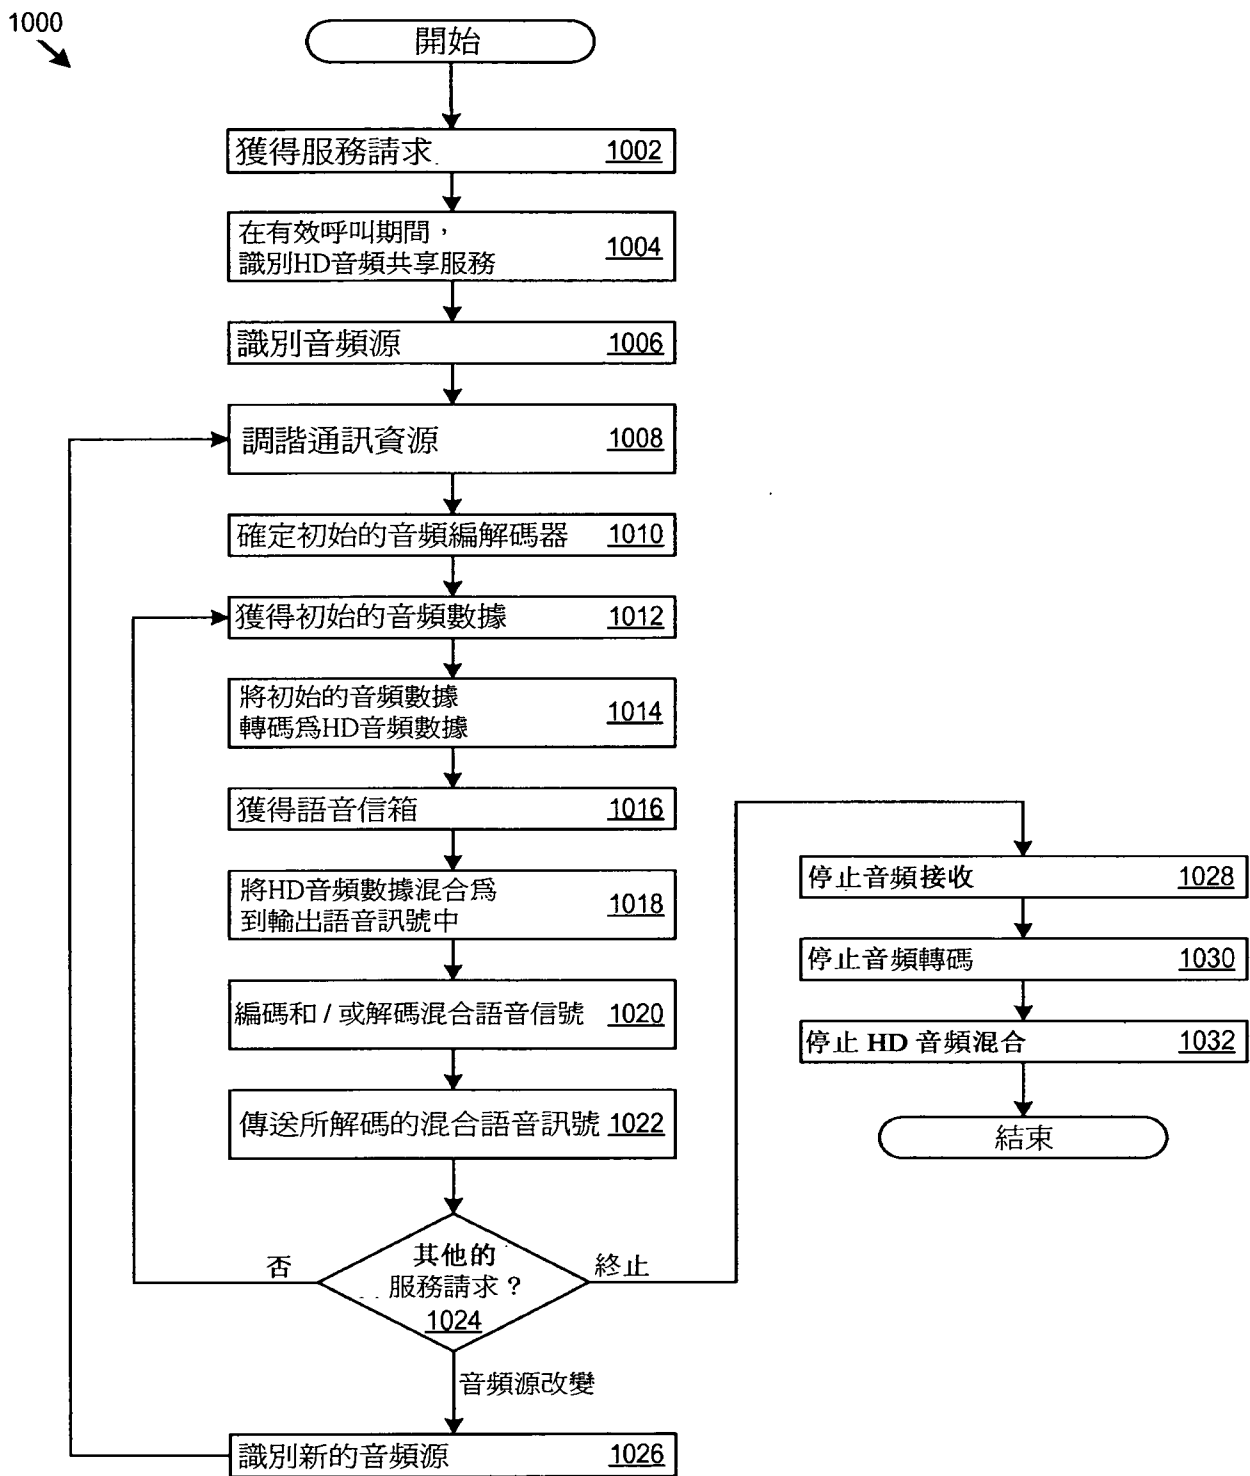 1000
開始
獲得服務請求 1002
在有效呼叫期間，
識別HD音頻共享服務
1004
識別音頻源 1006
調諧通訊資源 1008
確定初始的音頻編解碼器 1010
獲得初始的音頻數據 1012
將初始的音頻數據
轉碼爲HD音頻數據
1014
獲得語音信箱 1016
將HD音頻數據混合爲
到輸出語音訊號中
1018
編碼和 / 或解碼混合語音信號 1020
傳送所解碼的混合語音訊號 1022
其他的
服務請求？
1024
否
終止
音頻源改變
識別新的音頻源 1026
停止音頻接收 1028
停止音頻轉碼 1030
停止 HD 音頻混合 1032
結束